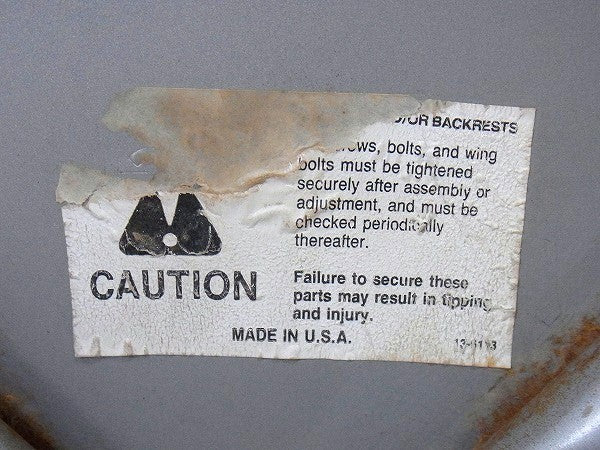 D/OR BACKRESTS
bolts, and wing
bolts must be tightened
securely after assembly or
adjustment, and must be
checked periodically
thereafter.
CAUTION
Failure to secure these
parts may result in tipping
and injury.
MADE IN U.S.A.